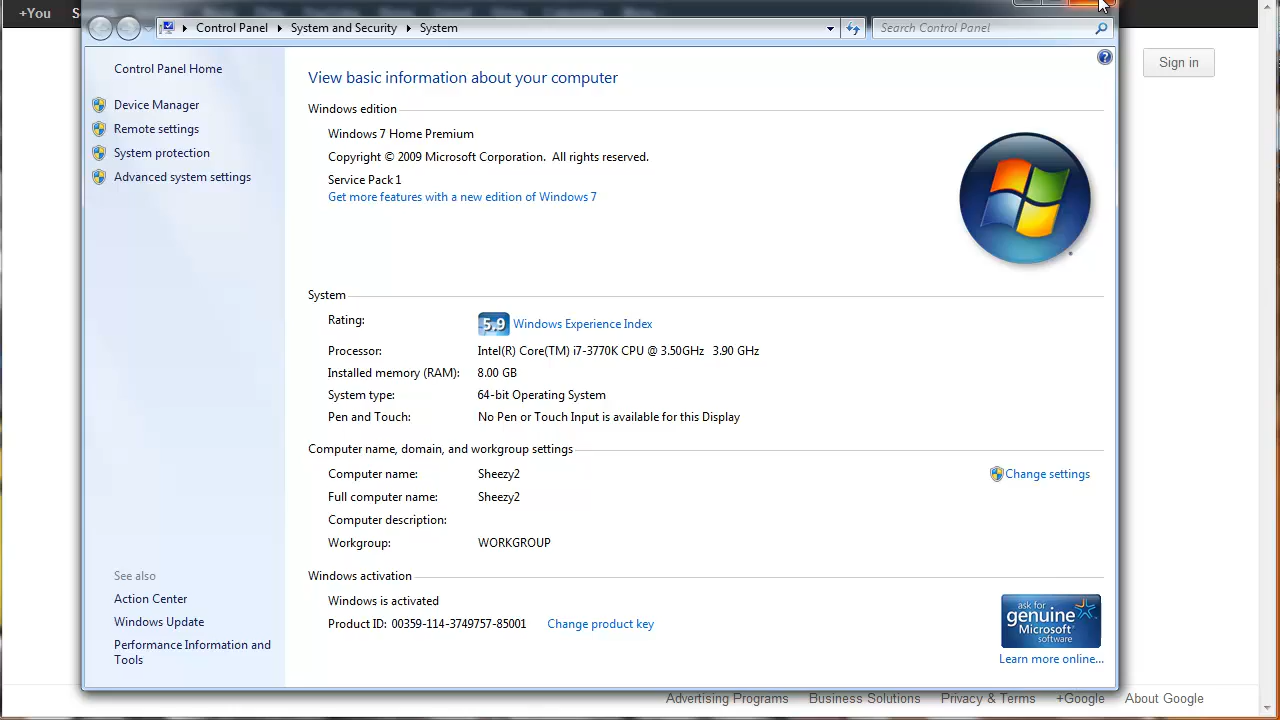 +You
Control Panel
System and Security
System
Search Control Panel
Sign in
Control Panel Home
Device Manager
Remote settings
System protection
Advanced system settings
View basic information about your computer
Windows edition
Windows 7 Home Premium
Copyright © 2009 Microsoft Corporation. All rights reserved.
Service Pack 1
Get more features with a new edition of Windows 7
System
Rating:
5,9 Windows Experience Index
Processor: Intel(R) Core(TM) i7-3770K CPU @ 3.50GHz 3.90 GHz
Installed memory (RAM): 8.00 GB
System type: 64-bit Operating System
Pen and Touch: No Pen or Touch Input is available for this Display
Computer name, domain, and workgroup settings
Computer name: Sheezy2
Change settings
Full computer name: Sheezy2
Computer description:
Workgroup: WORKGROUP
Windows activation
Windows is activated
Product ID: 00359-114-3749757-85001 Change product key
ask for
genuine
Microsoft
software
Learn more online...
See also
Action Center
Windows Update
Performance Information and
Tools
Advertising Programs Business Solutions Privacy & Terms +Google About Google